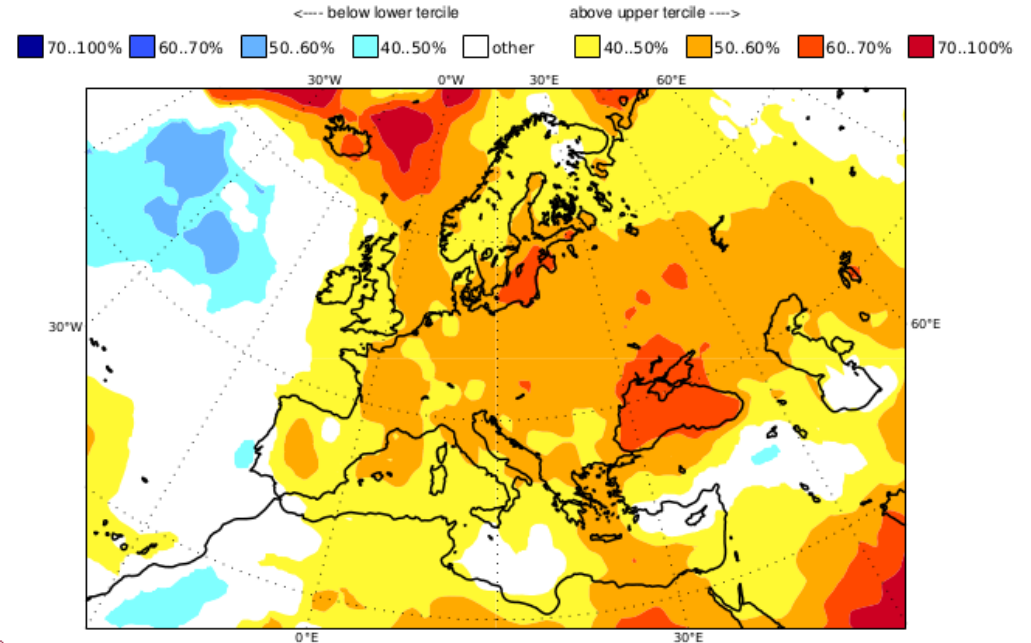 <---- below lower tercile above upper tercile ---->
70..100% 60..70% 50..60% 40..50% other 40..50% 50..60% 60..70% 70..100%
30°W 0°W 30°E 60°E
30°W 60°E
0°E 30°E